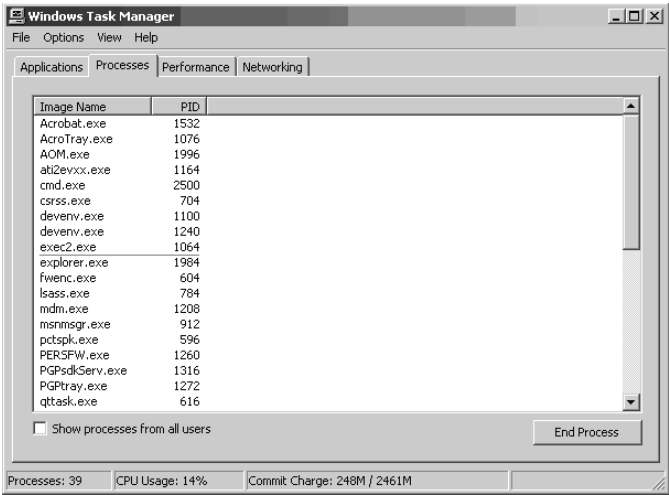 Windows Task Manager
File Options View Help
Applications Processes Performance Networking
Image Name PID
Acrobat.exe 1532
AcroTray.exe 1076
AOM.exe 1996
ati2evxx.exe 1164
cmd.exe 2500
csrss.exe 704
devenv.exe 1100
devenv.exe 1240
exec2.exe 1064
explorer.exe 1984
fwenc.exe 604
lsass.exe 784
mdm.exe 1208
msnmsgr.exe 912
pctspk.exe 596
PERSFW.exe 1260
PGPsdkServ.exe 1316
PGPtray.exe 1272
qttask.exe 616
Show processes from all users End Process
Processes: 39 CPU Usage: 14% Commit Charge: 248M / 2461M